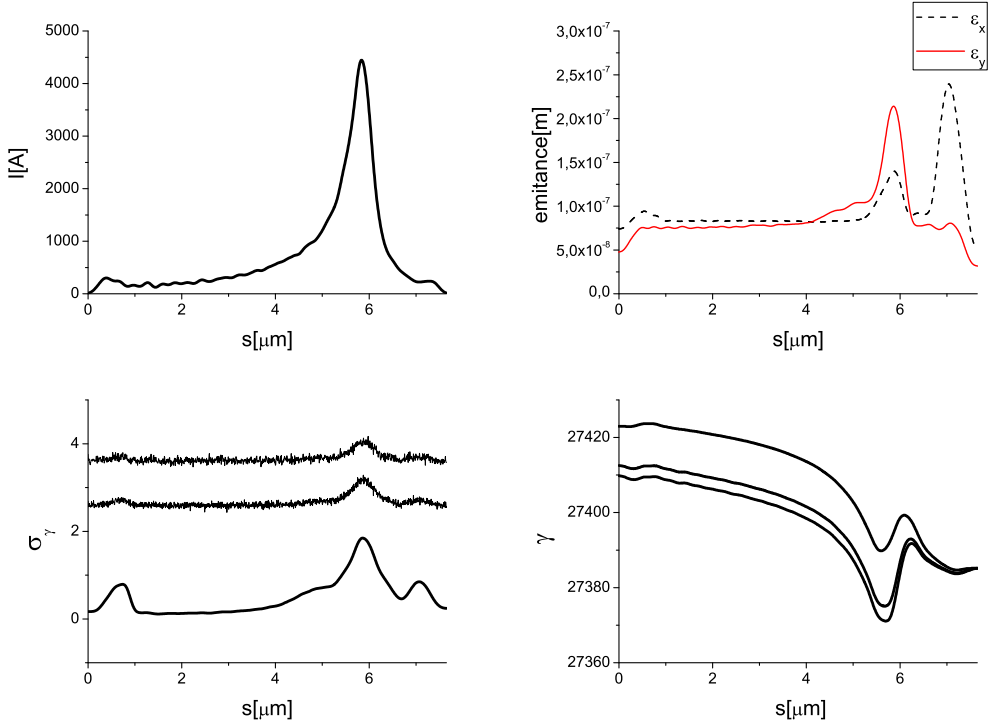 5000
4000
3000
2000
1000
0
I[A]
0 2 4 6
s[μm]
ε_x
ε_y
3,0x10⁻⁷
2,5x10⁻⁷
2,0x10⁻⁷
1,5x10⁻⁷
1,0x10⁻⁷
5,0x10⁻⁸
0,0
emitance[m]
0 2 4 6
s[μm]
4
2
0
σ_γ
0 2 4 6
s[μm]
27420
27400
27380
27360
γ
0 2 4 6
s[μm]